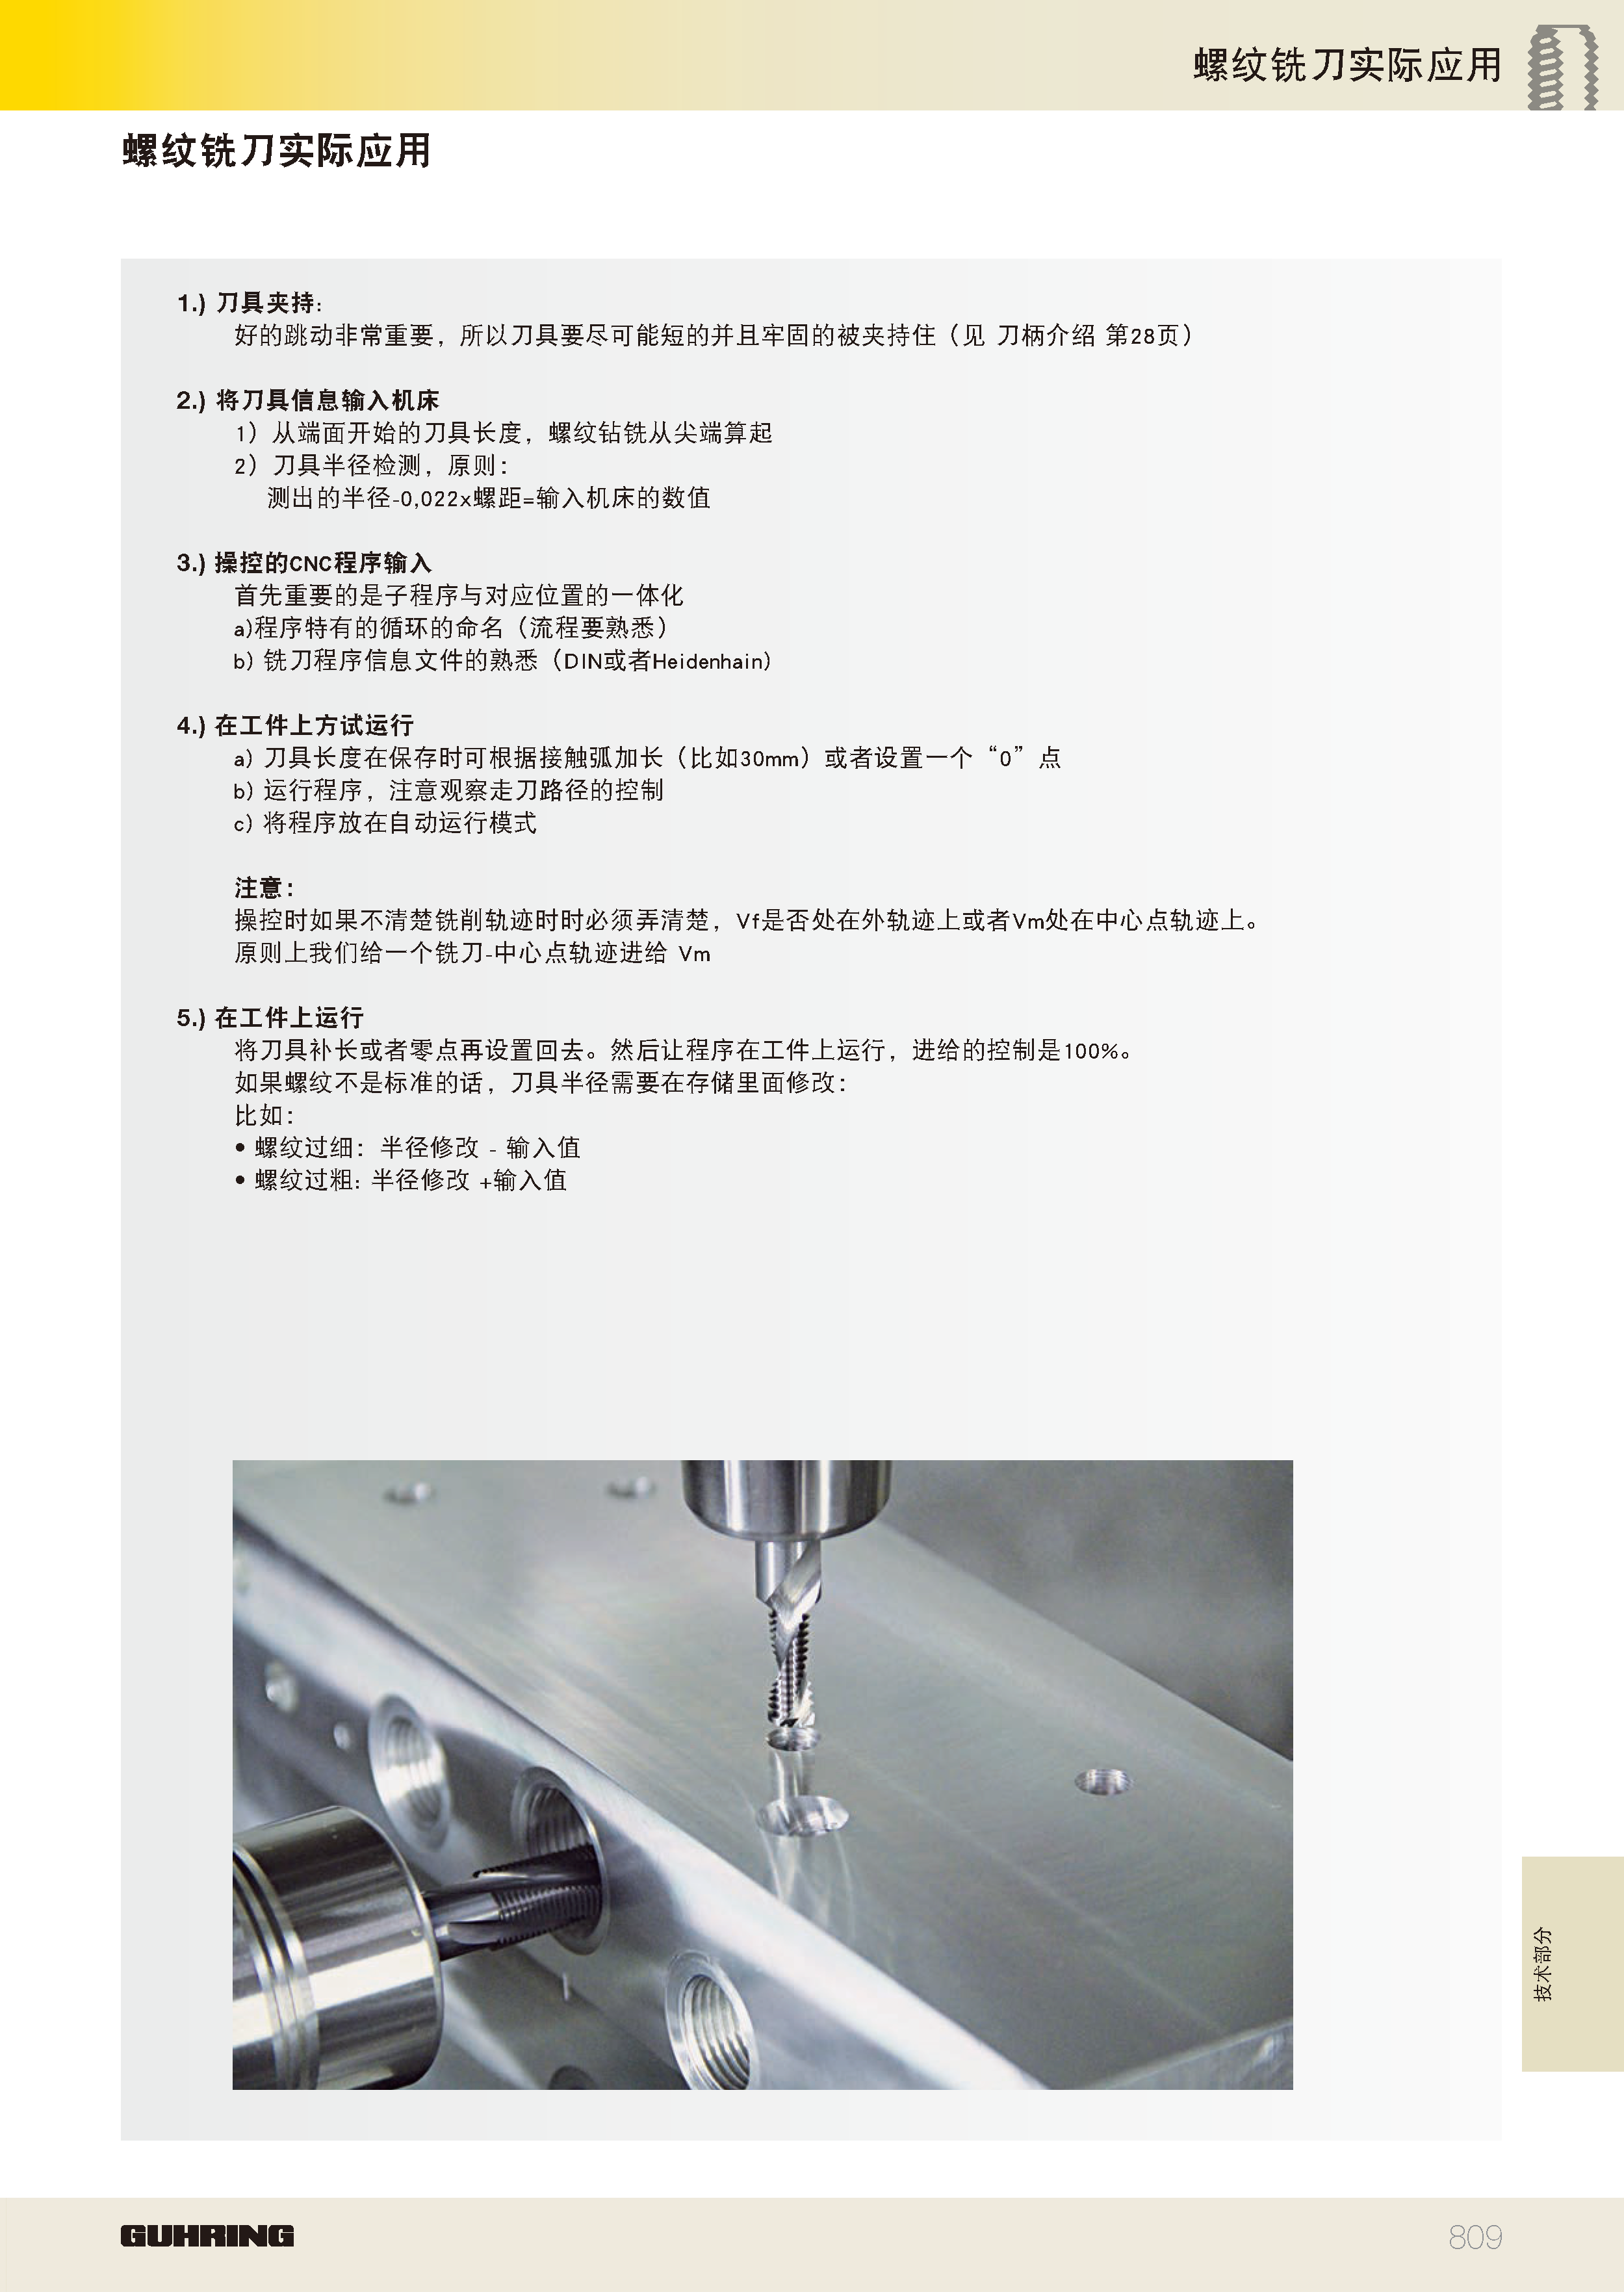 螺纹铣刀实际应用
螺纹铣刀实际应用
1.) 刀具夹持:
好的跳动非常重要，所以刀具要尽可能短的并且牢固的被夹持住（见 刀柄介绍 第28页）
2.) 将刀具信息输入机床
1）从端面开始的刀具长度，螺纹钻铣从尖端算起
2）刀具半径检测，原则：
测出的半径-0,022x螺距=输入机床的数值
3.) 操控的CNC程序输入
首先重要的是子程序与对应位置的一体化
a)程序特有的循环的命名（流程要熟悉）
b) 铣刀程序信息文件的熟悉（DIN或者Heidenhain)
4.) 在工件上方试运行
a) 刀具长度在保存时可根据接触弧加长（比如30mm）或者设置一个“0”点
b) 运行程序，注意观察走刀路径的控制
c) 将程序放在自动运行模式
注意：
操控时如果不清楚铣削轨迹时时必须弄清楚，Vf是否处在外轨迹上或者Vm处在中心点轨迹上。
原则上我们给一个铣刀-中心点轨迹进给 Vm
5.) 在工件上运行
将刀具补长或者零点再设置回去。然后让程序在工件上运行，进给的控制是100%。
如果螺纹不是标准的话，刀具半径需要在存储里面修改：
比如：
• 螺纹过细：半径修改 - 输入值
• 螺纹过粗: 半径修改 +输入值
技术部分
GUHRING
809